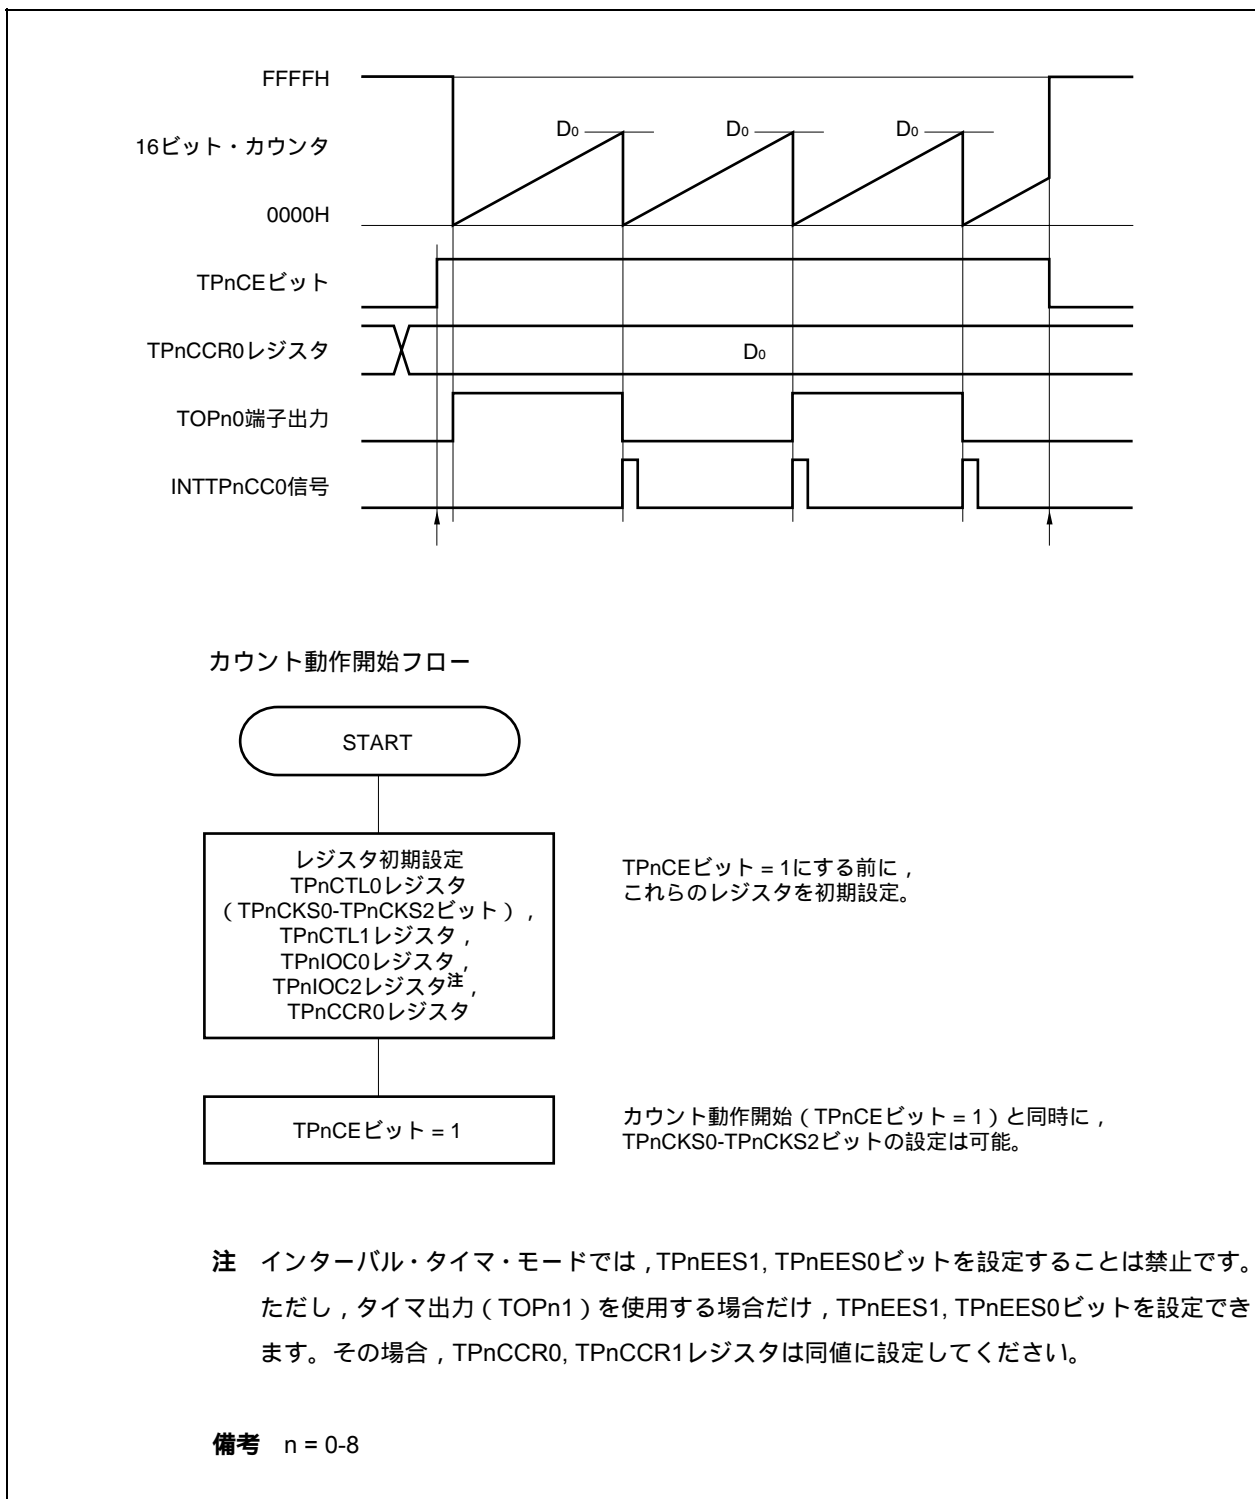 FFFFH
D0 D0 D0
16ビット・カウンタ
0000H
TPnCEビット
TPnCCR0レジスタ
D0
TOPn0端子出力
INTTPnCC0信号
カウント動作開始フロー
START
レジスタ初期設定
TPnCTL0レジスタ
（TPnCKS0-TPnCKS2ビット），
TPnCTL1レジスタ，
TPnIOC0レジスタ，
TPnIOC2レジスタ注，
TPnCCR0レジスタ
TPnCEビット = 1にする前に，
これらのレジスタを初期設定。
TPnCEビット = 1
カウント動作開始（TPnCEビット = 1）と同時に，
TPnCKS0-TPnCKS2ビットの設定は可能。
注 インターバル・タイマ・モードでは，TPnEES1, TPnEES0ビットを設定することは禁止です。
ただし，タイマ出力（TOPn1）を使用する場合だけ，TPnEES1, TPnEES0ビットを設定でき
ます。その場合，TPnCCR0, TPnCCR1レジスタは同値に設定してください。
備考 n = 0-8